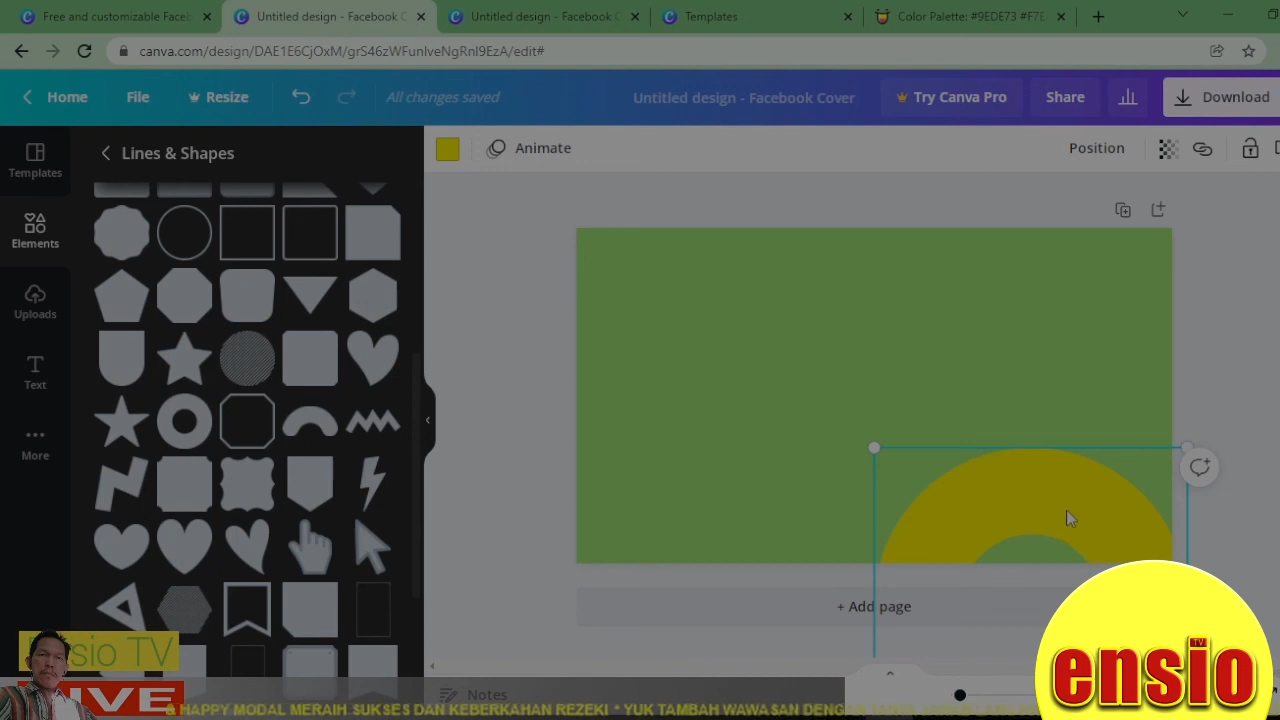 Free and customizable Faceb
Untitled design - Facebook C
Untitled design - Facebook C
Templates
Color Palette: #9EDE73 #F7E
canva.com/design/DAE1E6CjOxM/grS46zWFunlveNgRnI9EzA/edit#
Home
File
Resize
All changes saved
Untitled design - Facebook Cover
Try Canva Pro
Share
Download
Templates
Elements
Uploads
Text
More
Lines & Shapes
Animate
Position
+ Add page
Notes
sio TV
LIVE
ensio
TV
& HAPPY MODAL MERAIH SUKSES DAN KEBERKAHAN REZEKI * YUK TAMBAH WAWASAN DENGAN